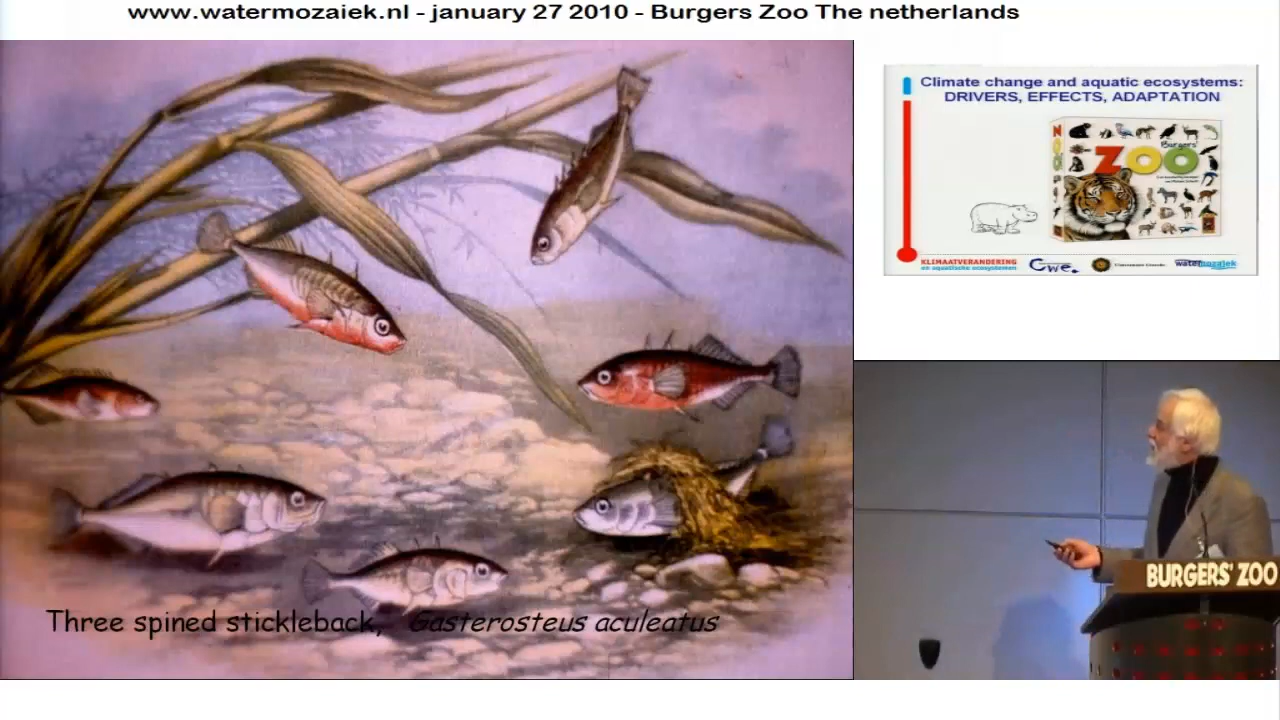 www.watermozaiek.nl - january 27 2010 - Burgers Zoo The netherlands
Three spined stickleback, Gasterosteus aculeatus
Climate change and aquatic ecosystems:
DRIVERS, EFFECTS, ADAPTATION
Burgers'
ZOO
KLIMAATVERANDERING
en aquatische ecosystemen
Cwe.
watermozaiek
BURGERS' ZOO